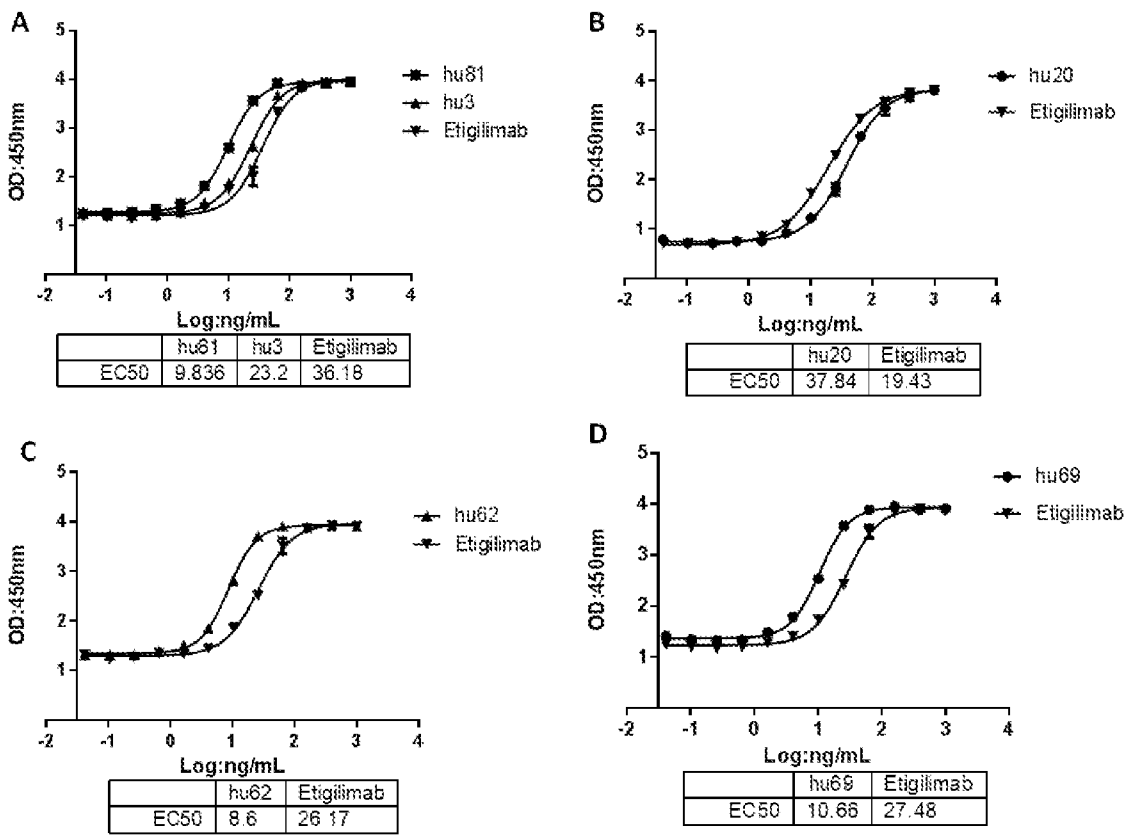 A
5
4
3
2
1
OD:450nm
-2 -1 0 1 2 3 4
Log:ng/mL
hu81
hu3
Etigilimab
hu61 hu3 Etigilimab
EC50 9.836 23.2 36.18
B
5
4
3
2
1
OD:450nm
-2 -1 0 1 2 3 4
Log:ng/mL
hu20
Etigilimab
hu20 Etigilimab
EC50 37.84 19.43
C
5
4
3
2
1
OD:450nm
-2 -1 0 1 2 3 4
Log:ng/mL
hu62
Etigilimab
hu62 Etigilimab
EC50 8.6 26 17
D
5
4
3
2
1
OD:450nm
-2 -1 0 1 2 3 4
Log:ng/mL
hu69
Etigilimab
hu69 Etigilimab
EC50 10.66 27.48